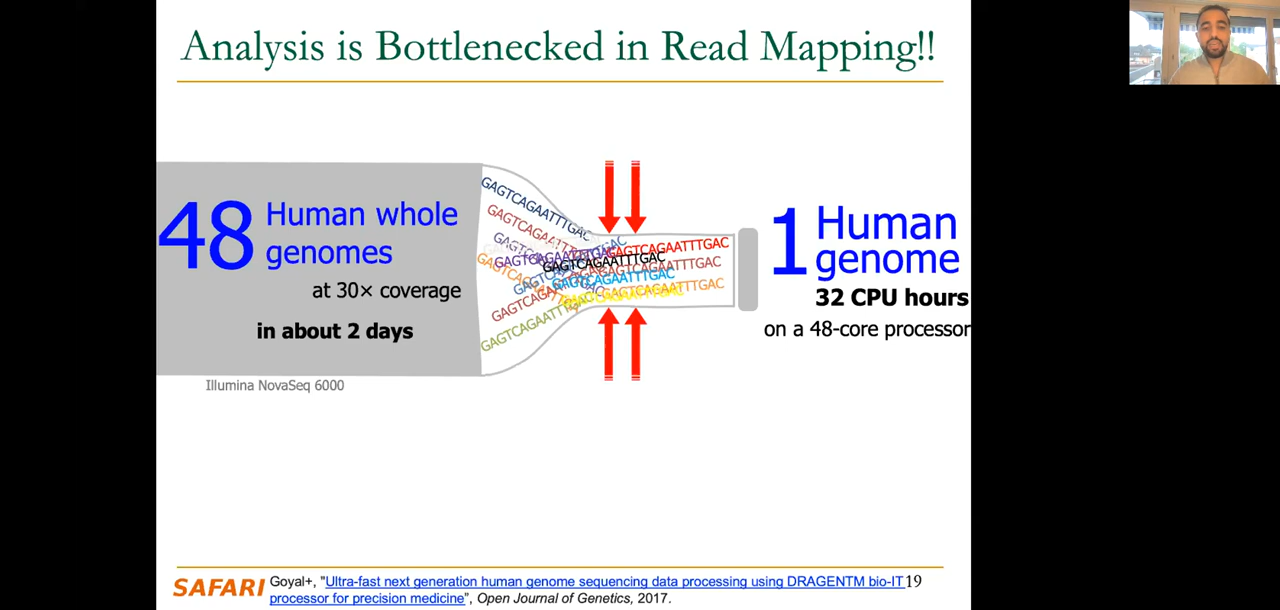 Analysis is Bottlenecked in Read Mapping!!
48 Human whole
genomes
at 30× coverage
in about 2 days
Illumina NovaSeq 6000
GAGTCAGAATTTGAC
GAGTCAGAATTTGAC
GAGTCAGAATTTGAC
GAGTCAGAATTTGAC
GAGTCAGAATTTGAC
GAGTCAGAATTTGAC
1 Human
genome
32 CPU hours
on a 48-core processor
SAFARI
Goyal+, "Ultra-fast next generation human genome sequencing data processing using DRAGENTM bio-IT
processor for precision medicine", Open Journal of Genetics, 2017.
19